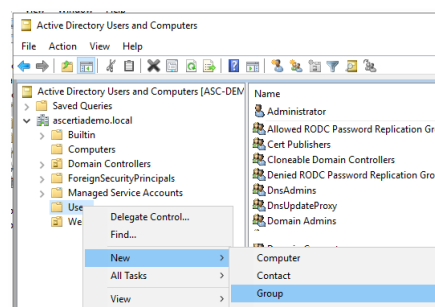 Active Directory Users and Computers
File Action View Help
Active Directory Users and Computers [ASC-DEM
Saved Queries
ascertiademo.local
Builtin
Computers
Domain Controllers
ForeignSecurityPrincipals
Managed Service Accounts
Use
We
Name
Administrator
Allowed RODC Password Replication Gr
Cert Publishers
Cloneable Domain Controllers
Denied RODC Password Replication Gro
DnsAdmins
DnsUpdateProxy
Domain Admins
Delegate Control...
Find...
New
All Tasks
View
Computer
Contact
Group